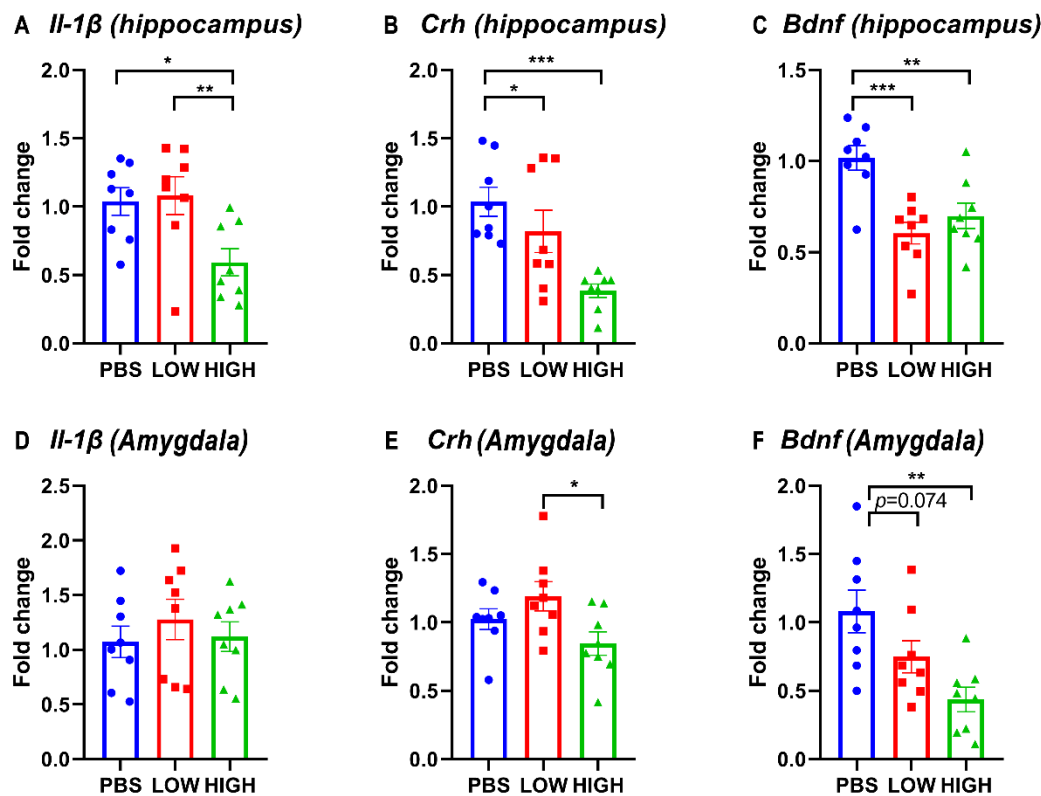 A Il-1β (hippocampus)
B Crh (hippocampus)
C Bdnf (hippocampus)
Fold change
2.0
1.5
1.0
0.5
0.0
*
**
PBS LOW HIGH
Fold change
2.0
1.5
1.0
0.5
0.0
***
*
PBS LOW HIGH
Fold change
1.5
1.0
0.5
0.0
**
***
PBS LOW HIGH
D Il-1β (Amygdala)
E Crh (Amygdala)
F Bdnf (Amygdala)
Fold change
2.5
2.0
1.5
1.0
0.5
0.0
PBS LOW HIGH
Fold change
2.0
1.5
1.0
0.5
0.0
*
PBS LOW HIGH
Fold change
2.0
1.5
1.0
0.5
0.0
**
p=0.074
PBS LOW HIGH